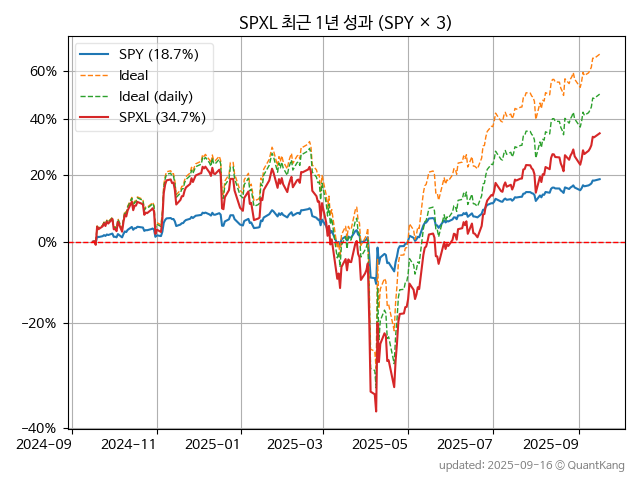 SPXL 최근 1년 성과 (SPY × 3)
SPY (18.7%)
Ideal
Ideal (daily)
SPXL (34.7%)
60%
40%
20%
0%
−20%
−40%
2024-09
2024-11
2025-01
2025-03
2025-05
2025-07
2025-09
updated: 2025-09-16 © QuantKang